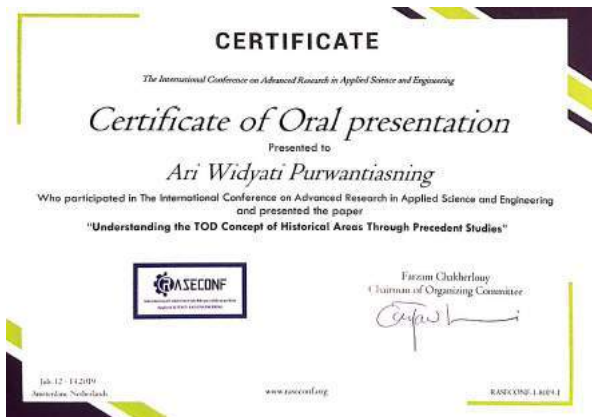 CERTIFICATE
The International Conference on Advanced Research in Applied Science and Engineering
Certificate of Oral presentation
Presented to
Ari Widyati Purwantiasning
Who participated in The International Conference on Advanced Research in Applied Science and Engineering
and presented the paper
"Understanding the TOD Concept of Historical Areas Through Precedent Studies"
RASECONF
Farzam Chakherlouy
Chairman of Organizing Committee
July 12 - 14 2019
Amsterdam, Netherlands
www.raseconf.org